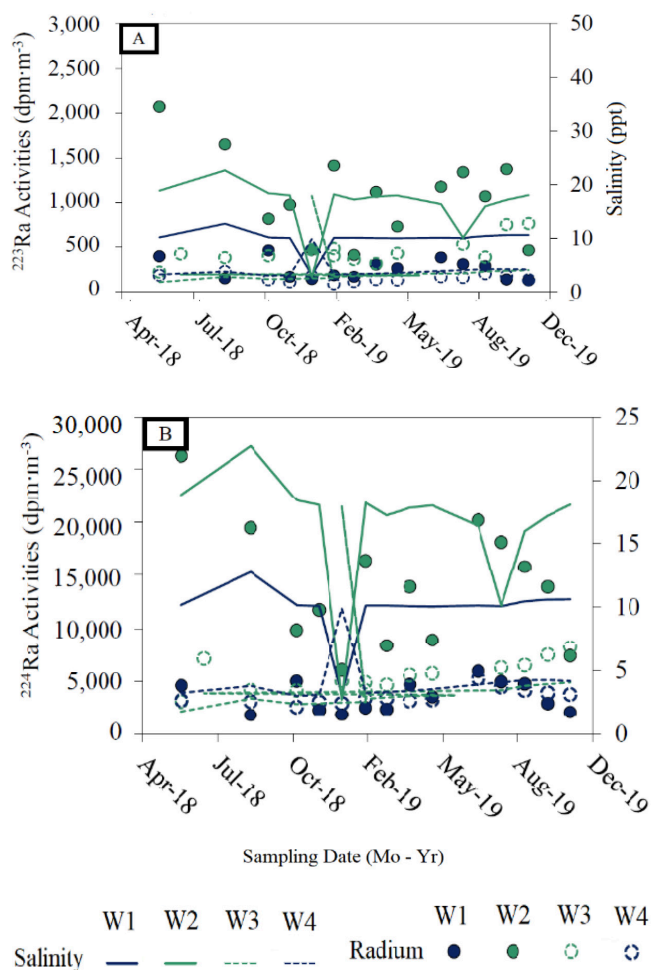 A
3,000
2,500
2,000
1,500
1,000
500
0
50
40
30
20
10
0
²²³Ra Activities (dpm·m⁻³)
Salinity (ppt)
Apr-18
Jul-18
Oct-18
Feb-19
May-19
Aug-19
Dec-19
B
30,000
25,000
20,000
15,000
10,000
5,000
0
25
20
15
10
5
0
²²⁴Ra Activities (dpm·m⁻³)
Apr-18
Jul-18
Oct-18
Feb-19
May-19
Aug-19
Dec-19
Sampling Date (Mo - Yr)
W1 W2 W3 W4 W1 W2 W3 W4
Salinity Radium